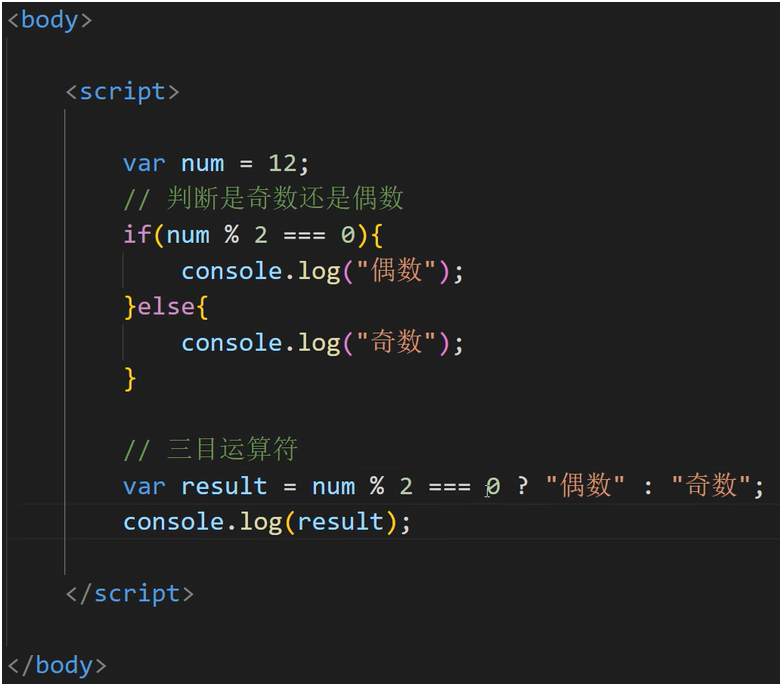 <body>
<script>
var num = 12;
// 判断是奇数还是偶数
if(num % 2 === 0){
console.log("偶数");
}else{
console.log("奇数");
}
// 三目运算符
var result = num % 2 === 0 ? "偶数" : "奇数";
console.log(result);
</script>
</body>